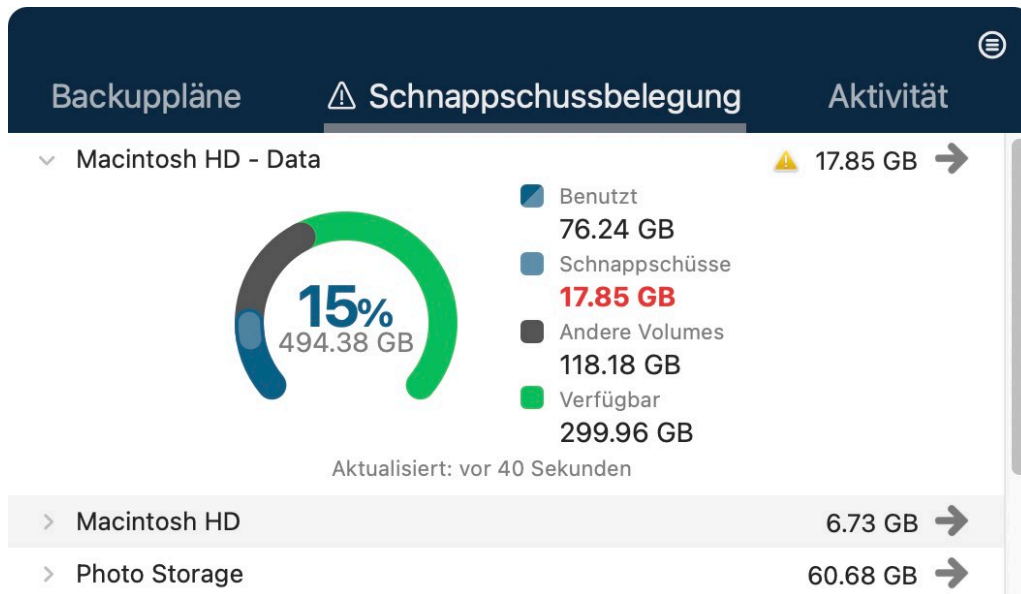 Backuppläne
Schnappschussbelegung
Aktivität
Macintosh HD - Data
17.85 GB
15%
494.38 GB
Benutzt
76.24 GB
Schnappschüsse
17.85 GB
Andere Volumes
118.18 GB
Verfügbar
299.96 GB
Aktualisiert: vor 40 Sekunden
Macintosh HD
6.73 GB
Photo Storage
60.68 GB